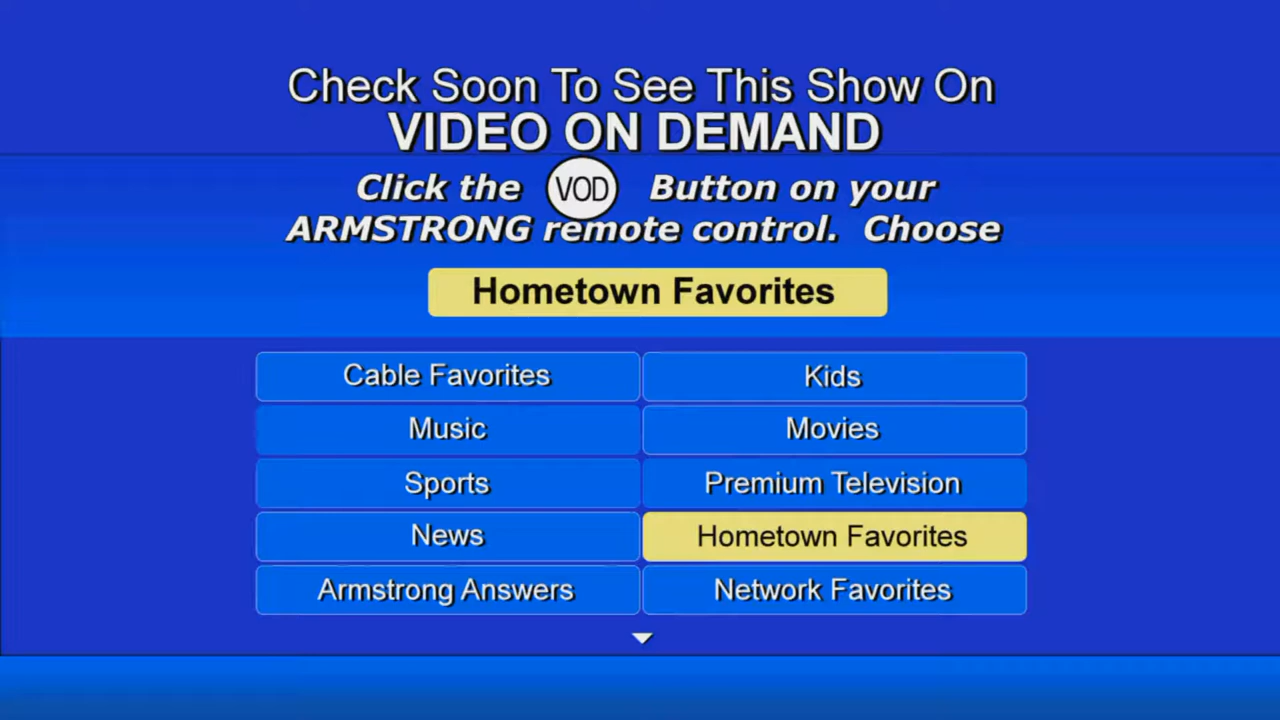 Check Soon To See This Show On
VIDEO ON DEMAND
Click the VOD Button on your
ARMSTRONG remote control. Choose
Hometown Favorites
Cable Favorites
Kids
Music
Movies
Sports
Premium Television
News
Hometown Favorites
Armstrong Answers
Network Favorites